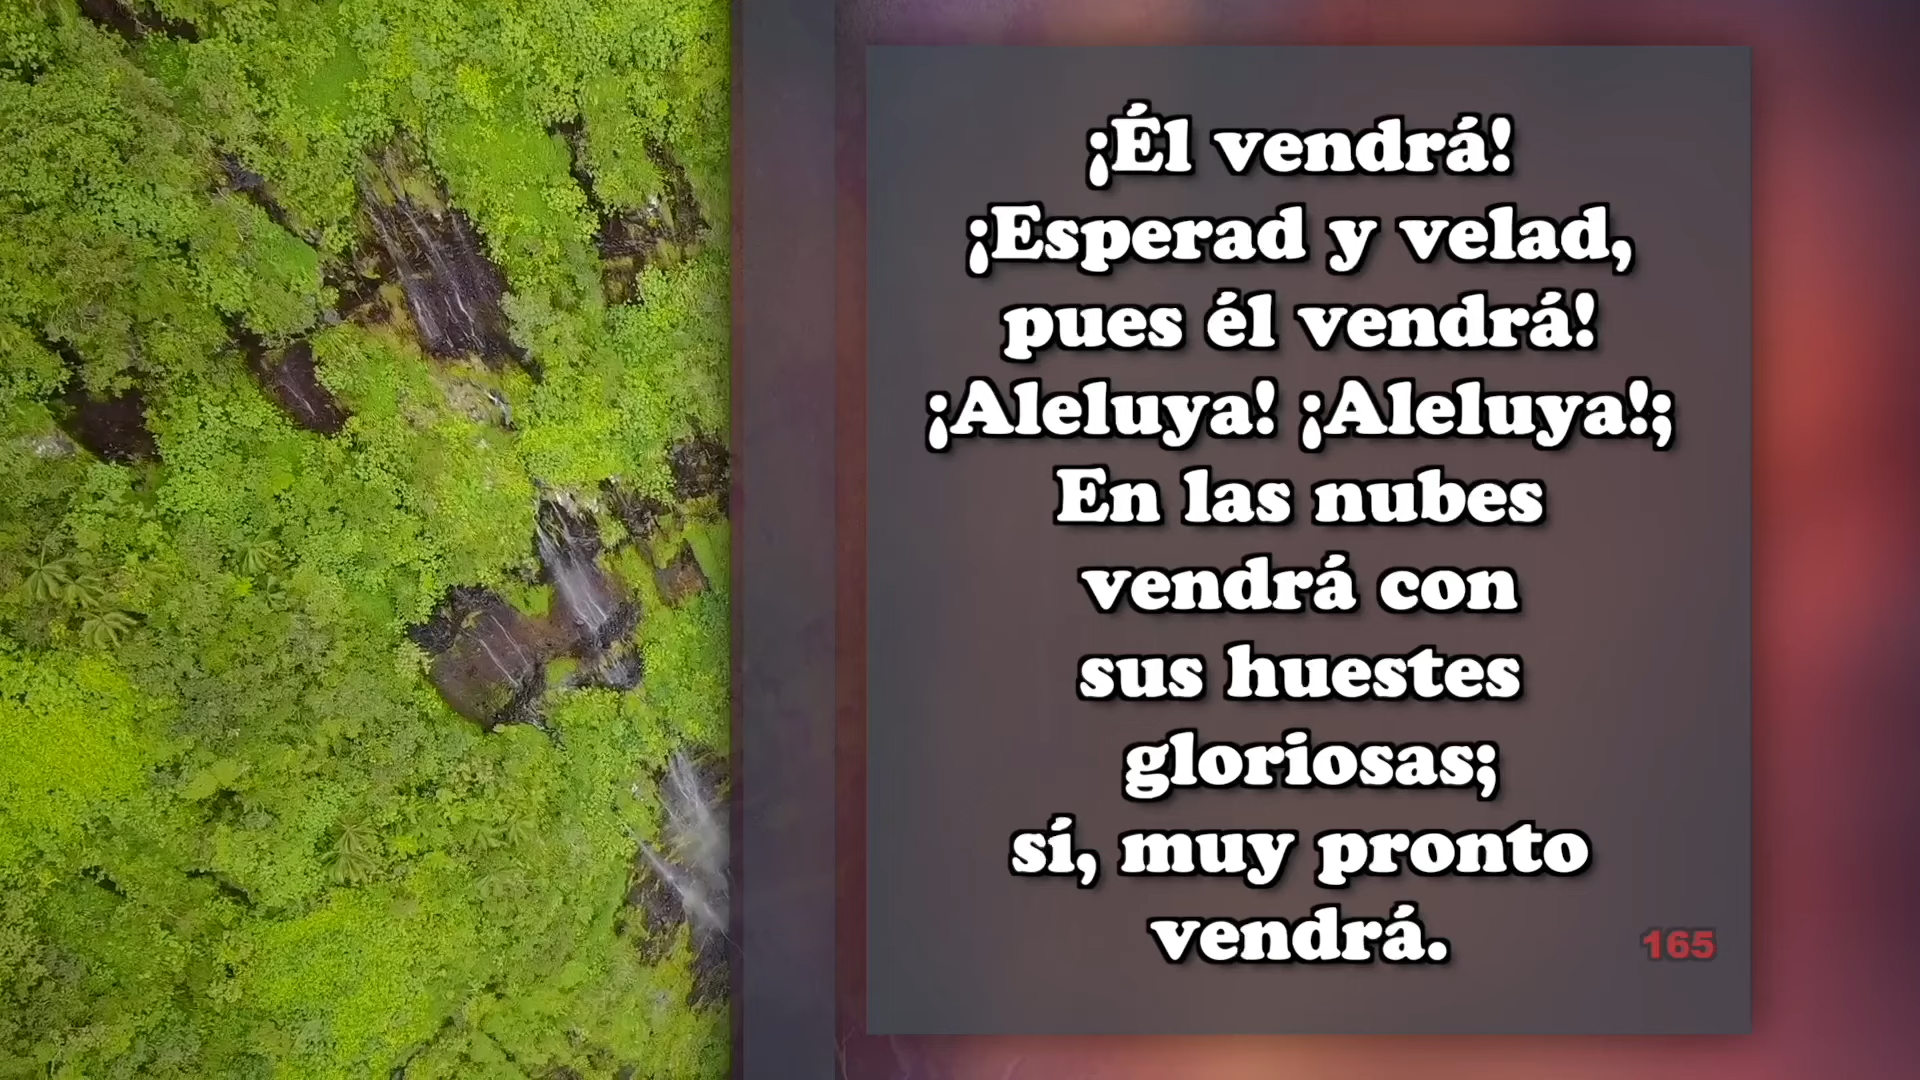 ¡Él vendrá!
¡Esperad y velad,
pues él vendrá!
¡Aleluya! ¡Aleluya!;
En las nubes
vendrá con
sus huestes
gloriosas;
sí, muy pronto
vendrá.
165